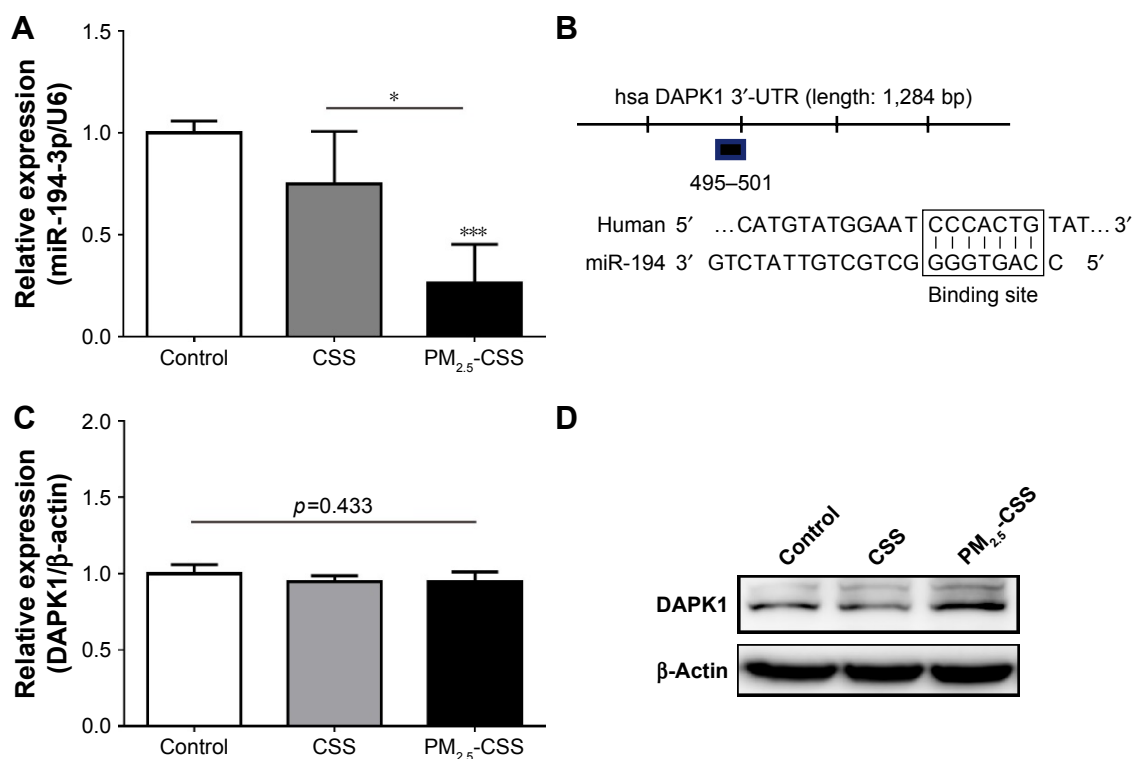 A
Relative expression
(miR-194-3p/U6)
1.5
1.0
0.5
0.0
*
***
Control
CSS
PM2.5-CSS
B
hsa DAPK1 3′-UTR (length: 1,284 bp)
495–501
Human 5′ …CATGTATGGAAT CCCACTG TAT… 3′
miR-194 3′ GTCTATTGTCGTCG GGGTGAC C 5′
Binding site
C
Relative expression
(DAPK1/β-actin)
2.0
1.5
1.0
0.5
0.0
p=0.433
Control
CSS
PM2.5-CSS
D
Control
CSS
PM2.5-CSS
DAPK1
β-Actin